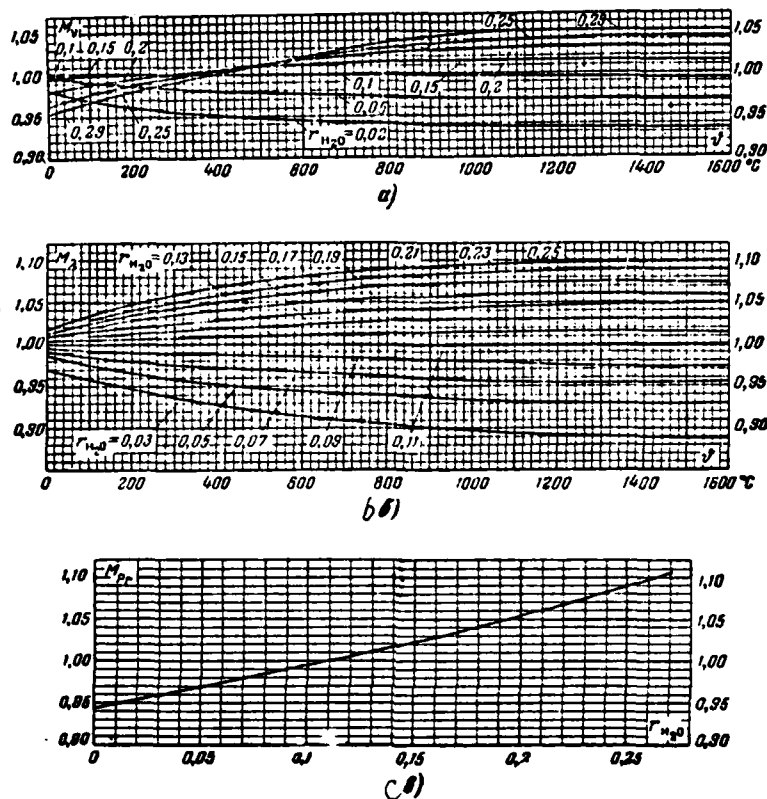 1,05 M_ν 0,25 0,29 1,05
0,1 0,15 0,2
1,00 0,1 0,15 0,2 1,00
0,95 0,05 0,95
0,29 0,25 r_H₂O=0,02
0,90 0,90
0 200 400 600 800 1000 1200 1400 1600 °C
ϑ
а)
1,10 M_λ r_H₂O=0,13 0,15 0,17 0,19 0,21 0,23 0,25 1,10
1,05 1,05
1,00 1,00
0,95 0,95
0,90 r_H₂O=0,03 0,05 0,07 0,09 0,11 0,90
0 200 400 600 800 1000 1200 1400 1600 °C
ϑ
b б)
1,10 M_Pr 1,10
1,05 1,05
1,00 1,00
0,95 0,95
0,90 r_H₂O 0,90
0 0,05 0,1 0,15 0,2 0,25
C в)